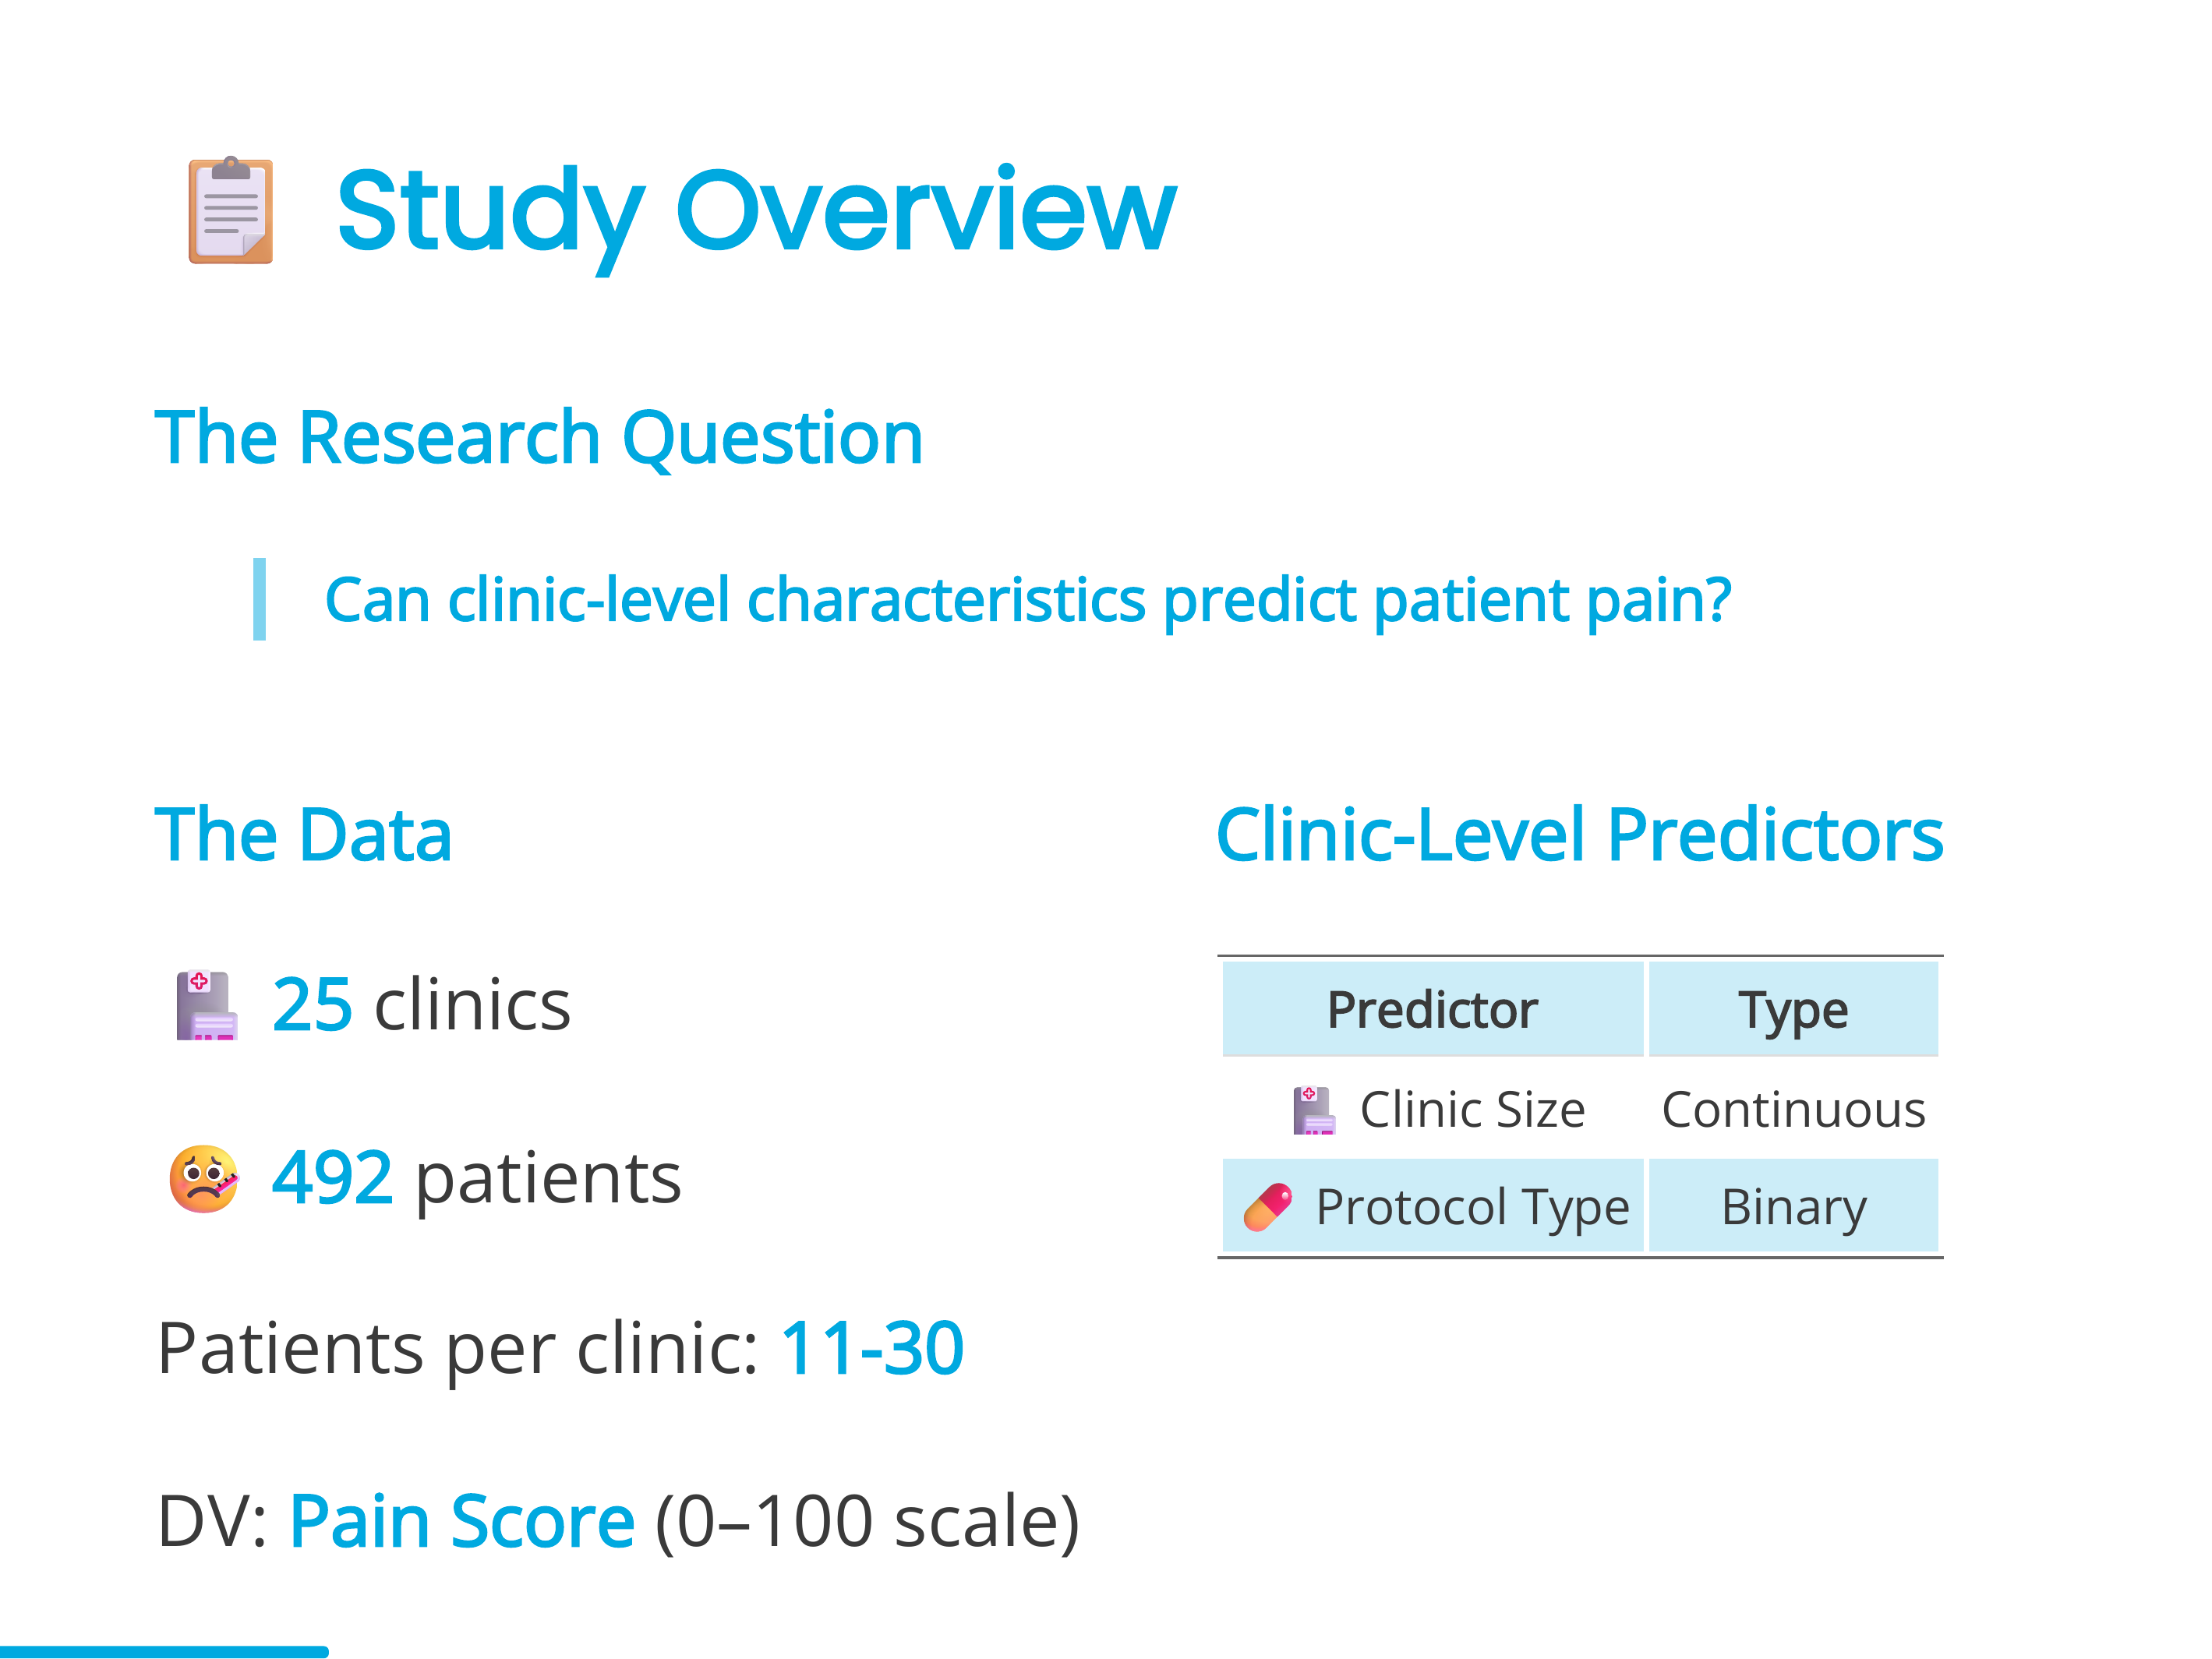 Study Overview
The Research Question
Can clinic-level characteristics predict patient pain?
The Data
25 clinics
492 patients
Patients per clinic: 11-30
DV: Pain Score (0–100 scale)
Clinic-Level Predictors
Predictor Type
Clinic Size Continuous
Protocol Type Binary